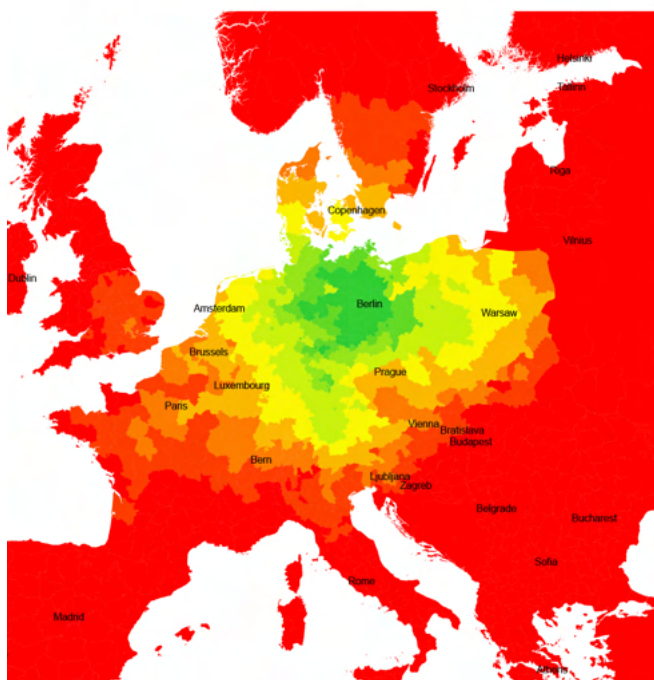 Helsinki
Stockholm
Tallinn
Riga
Copenhagen
Vilnius
Dublin
Berlin
Amsterdam
Warsaw
Brussels
Prague
Luxembourg
Paris
Vienna
Bratislava
Budapest
Bern
Ljubljana
Zagreb
Belgrade
Bucharest
Sofia
Rome
Madrid
Athens